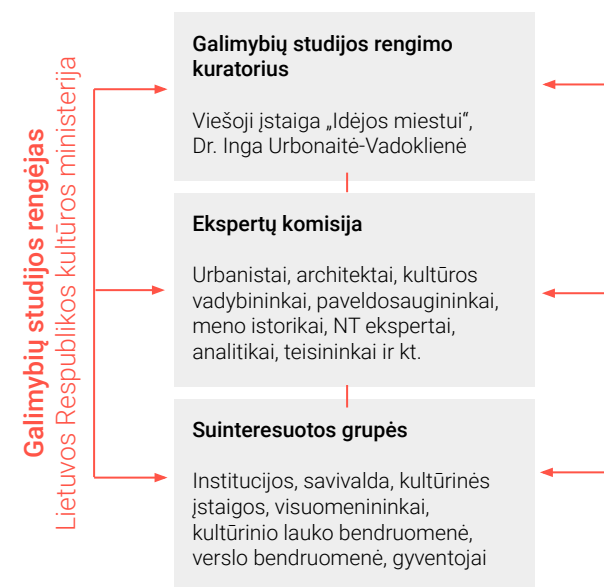 Galimybių studijos rengėjas
Lietuvos Respublikos kultūros ministerija
Galimybių studijos rengimo
kuratorius
Viešoji įstaiga „Idėjos miestui“,
Dr. Inga Urbonaitė-Vadoklienė
Ekspertų komisija
Urbanistai, architektai, kultūros
vadybininkai, paveldosaugininkai,
meno istorikai, NT ekspertai,
analitikai, teisininkai ir kt.
Suinteresuotos grupės
Institucijos, savivalda, kultūrinės
įstaigos, visuomenininkai,
kultūrinio lauko bendruomenė,
verslo bendruomenė, gyventojai